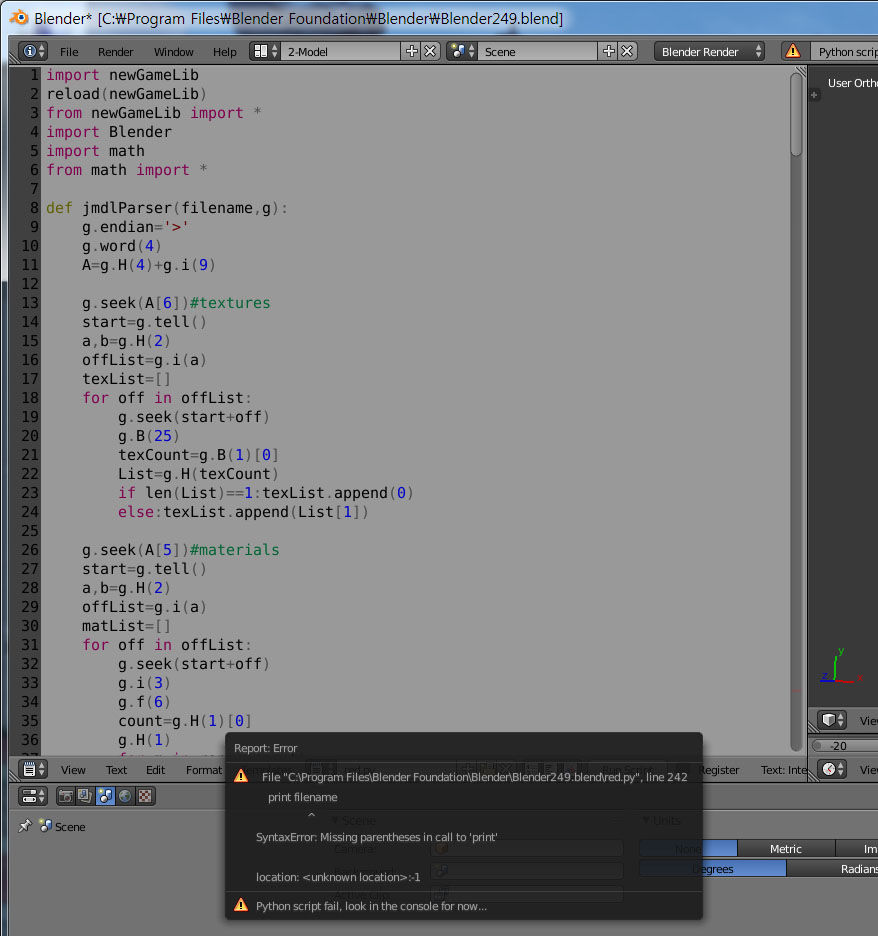 Blender* [C:₩Program Files₩Blender Foundation₩Blender₩Blender249.blend]
File Render Window Help 2-Model Scene Blender Render Python scrip
1 import newGameLib
2 reload(newGameLib)
3 from newGameLib import *
4 import Blender
5 import math
6 from math import *
7
8 def jmdlParser(filename,g):
9 g.endian='>'
10 g.word(4)
11 A=g.H(4)+g.i(9)
12
13 g.seek(A[6])#textures
14 start=g.tell()
15 a,b=g.H(2)
16 offList=g.i(a)
17 texList=[]
18 for off in offList:
19 g.seek(start+off)
20 g.B(25)
21 texCount=g.B(1)[0]
22 List=g.H(texCount)
23 if len(List)==1:texList.append(0)
24 else:texList.append(List[1])
25
26 g.seek(A[5])#materials
27 start=g.tell()
28 a,b=g.H(2)
29 offList=g.i(a)
30 matList=[]
31 for off in offList:
32 g.seek(start+off)
33 g.i(3)
34 g.f(6)
35 count=g.H(1)[0]
36 g.H(1)
User Ortho
y
z x
Vie
-20
View Text Edit Format Register Text: Inte
Vie
Scene
Report: Error
File "C:\Program Files\Blender Foundation\Blender\Blender249.blend\red.py", line 242
print filename
^
SyntaxError: Missing parentheses in call to 'print'
location: <unknown location>:-1
Python script fail, look in the console for now...
Scene
Units
Camera:
None Metric Im
Degrees Radians